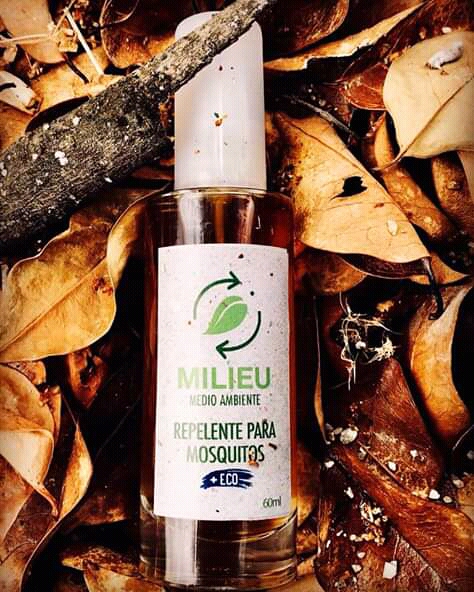 MILIEU
MEDIO AMBIENTE
REPELENTE PARA
MOSQUITOS
+ ECO
60ml